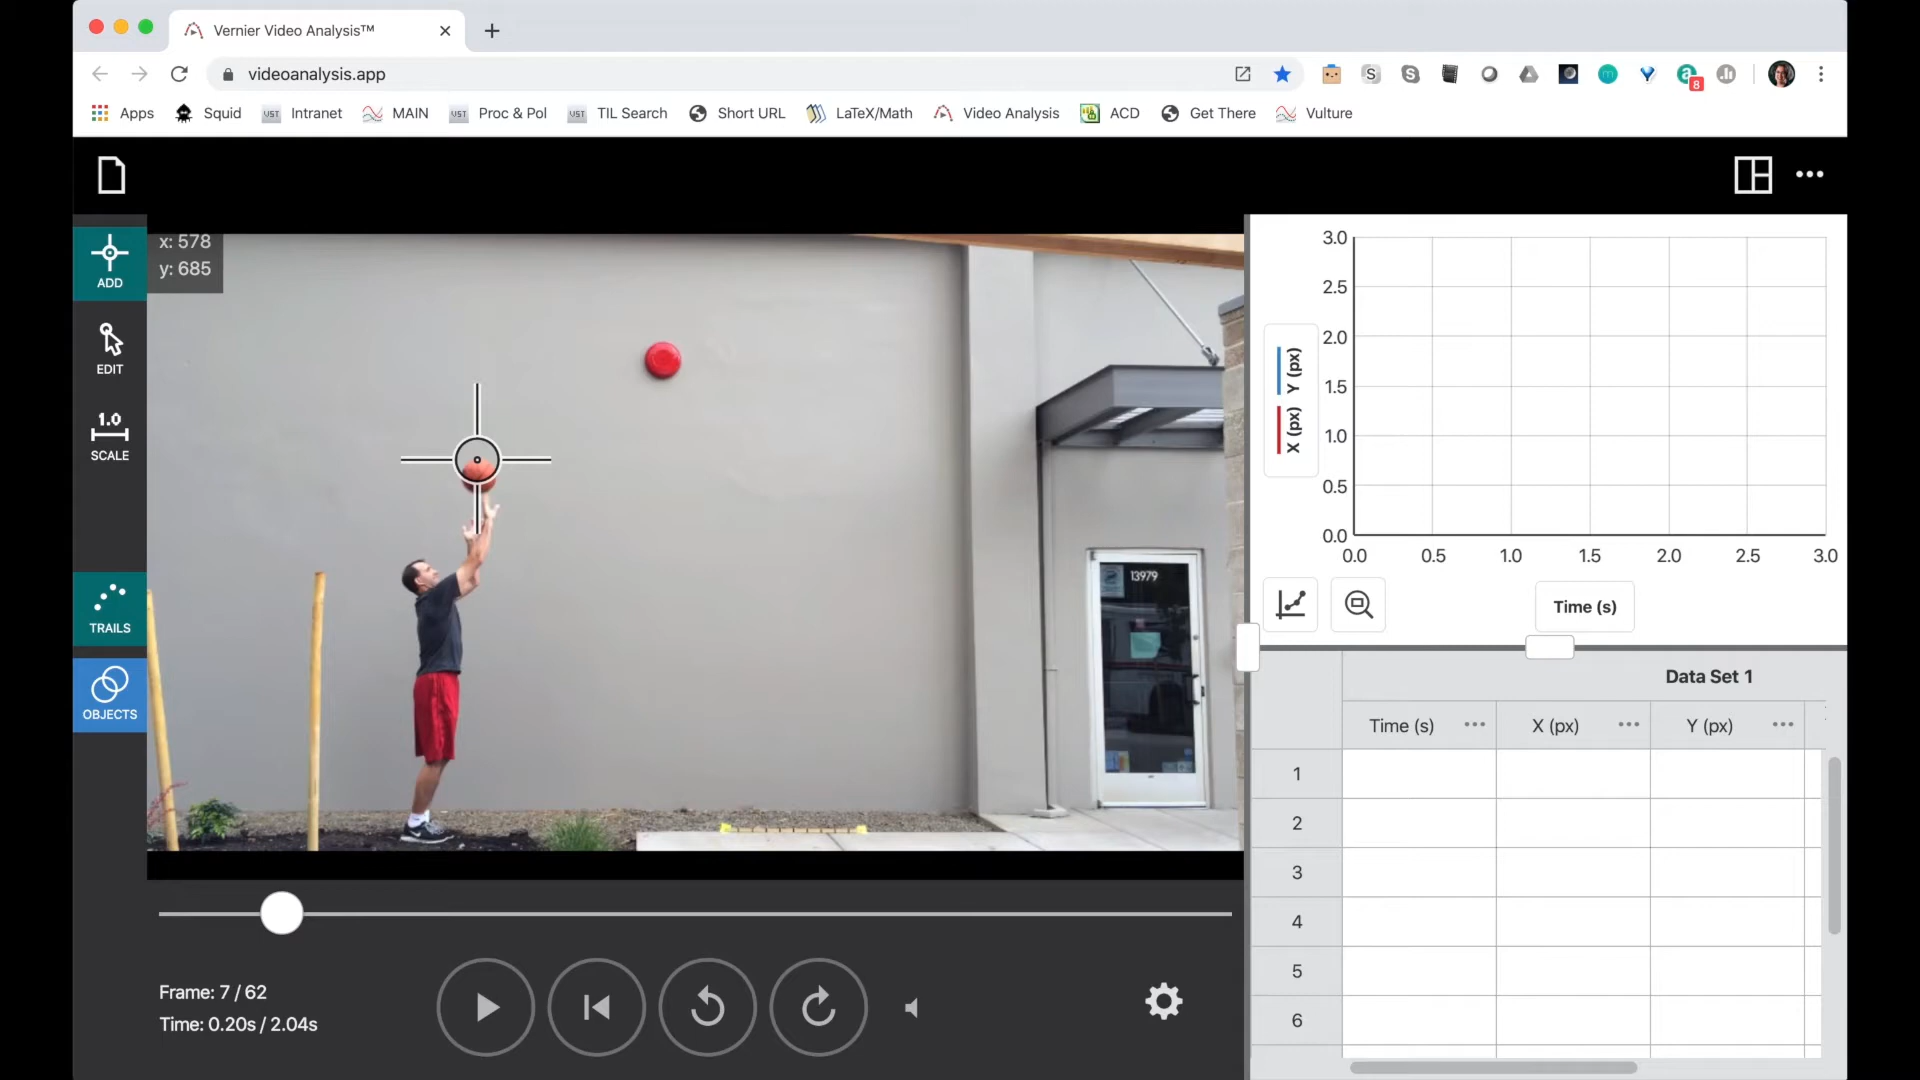 Vernier Video Analysis™
videoanalysis.app
8
Apps Squid VST Intranet MAIN VST Proc & Pol VST TIL Search Short URL LaTeX/Math Video Analysis ACD Get There Vulture
x: 578
y: 685
ADD
EDIT
1.0
SCALE
TRAILS
OBJECTS
13979
Frame: 7 / 62
Time: 0.20s / 2.04s
3.0
2.5
2.0
1.5
1.0
0.5
0.0
Y (px)
X (px)
0.0 0.5 1.0 1.5 2.0 2.5 3.0
Time (s)
Data Set 1
Time (s) X (px) Y (px)
1
2
3
4
5
6